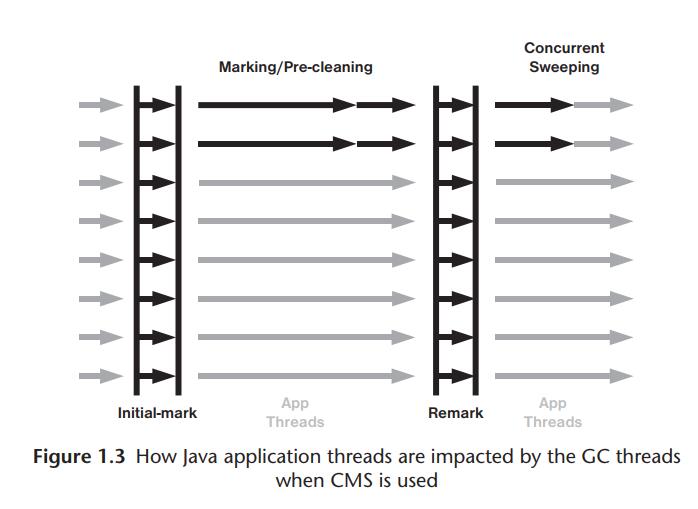 Concurrent
Marking/Pre-cleaning
Sweeping
Initial-mark
App
Threads
Remark
App
Threads
Figure 1.3 How Java application threads are impacted by the GC threads
when CMS is used